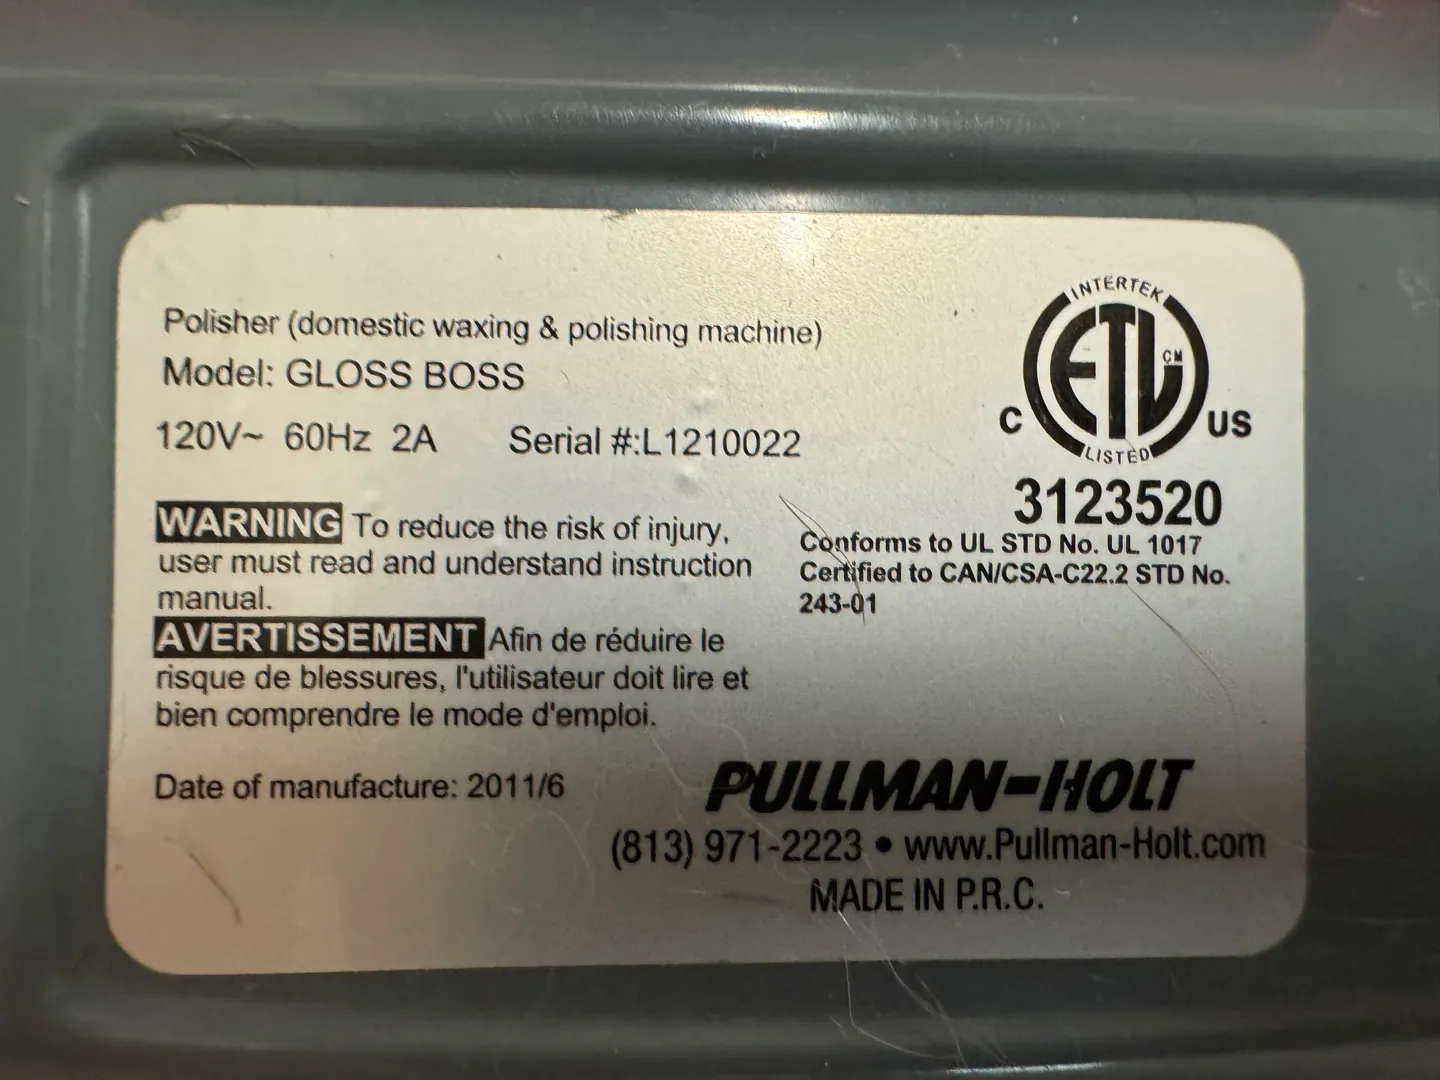 Polisher (domestic waxing & polishing machine)
Model: GLOSS BOSS
120V~ 60Hz 2A Serial #:L1210022
INTERTEK
ETL CM
C US
LISTED
3123520
Conforms to UL STD No. UL 1017
Certified to CAN/CSA-C22.2 STD No.
243-01
WARNING To reduce the risk of injury,
user must read and understand instruction
manual.
AVERTISSEMENT Afin de réduire le
risque de blessures, l'utilisateur doit lire et
bien comprendre le mode d'emploi.
Date of manufacture: 2011/6
PULLMAN-HOLT
(813) 971-2223 • www.Pullman-Holt.com
MADE IN P.R.C.